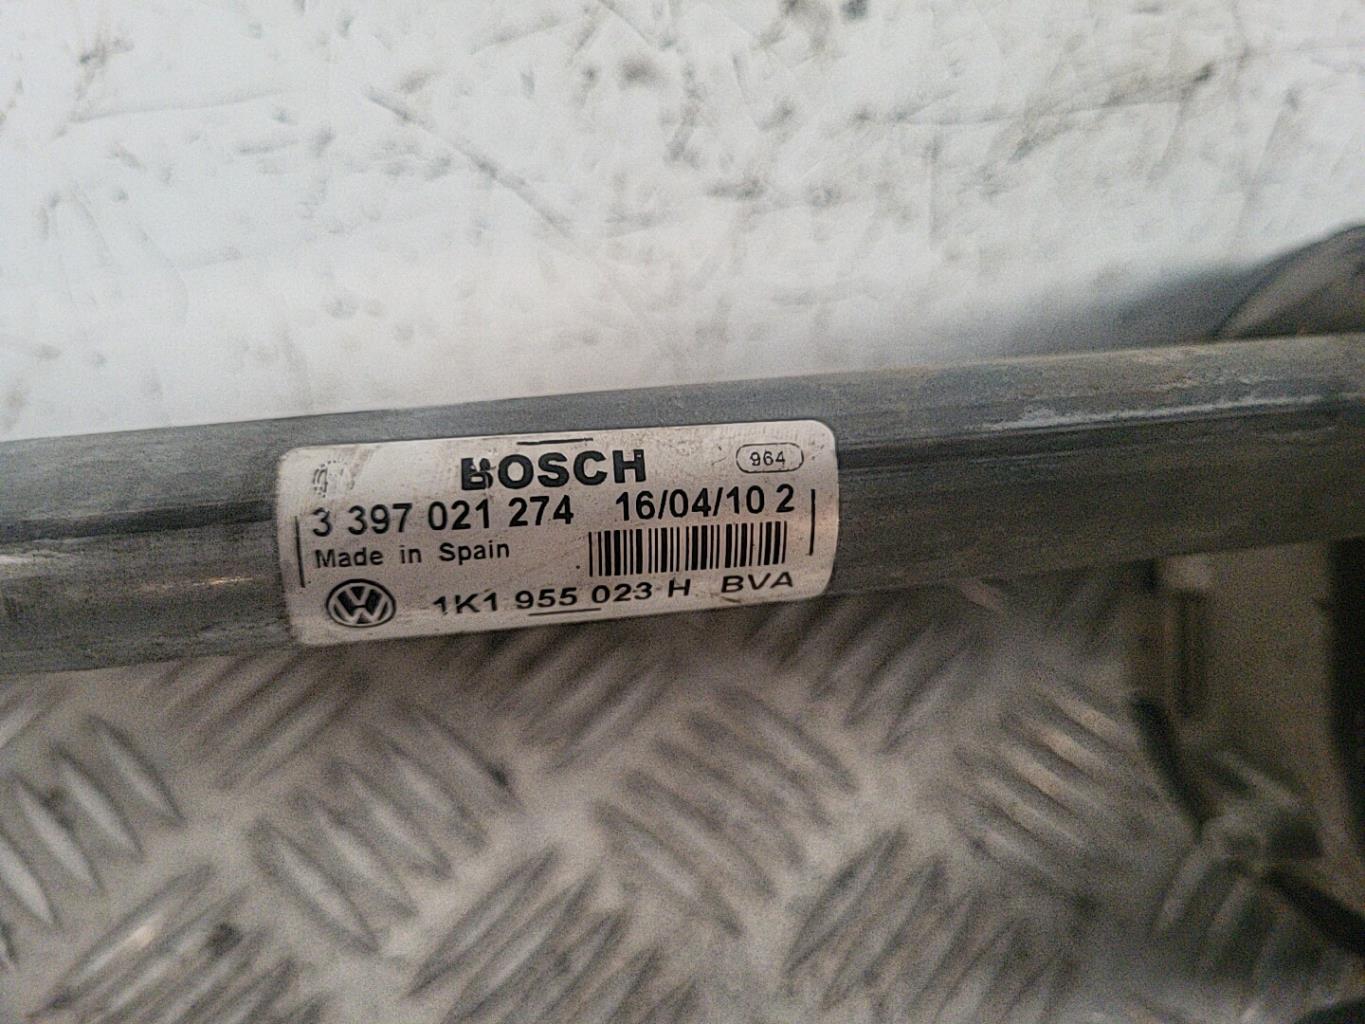 BOSCH 964
3 397 021 274 16/04/10 2
Made in Spain
1K1 955 023 H BVA